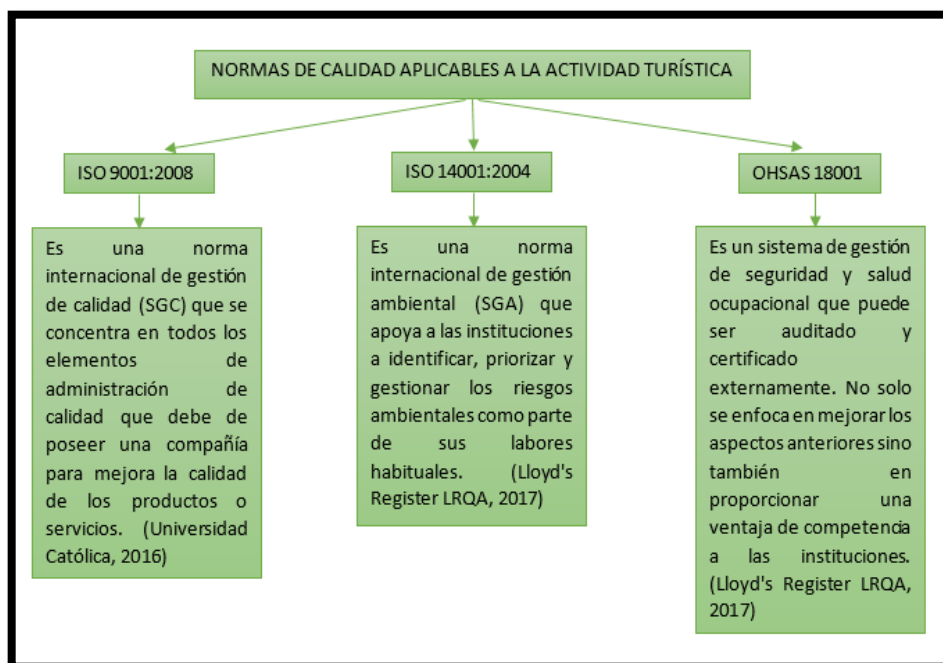 NORMAS DE CALIDAD APLICABLES A LA ACTIVIDAD TURÍSTICA
ISO 9001:2008
ISO 14001:2004
OHSAS 18001
Es una norma
internacional de gestión
de calidad (SGC) que se
concentra en todos los
elementos de
administración de
calidad que debe de
poseer una compañía
para mejora la calidad
de los productos o
servicios. (Universidad
Católica, 2016)
Es una norma
internacional de gestión
ambiental (SGA) que
apoya a las instituciones
a identificar, priorizar y
gestionar los riesgos
ambientales como parte
de sus labores
habituales. (Lloyd's
Register LRQA, 2017)
Es un sistema de gestión
de seguridad y salud
ocupacional que puede
ser auditado y
certificado
externamente. No solo
se enfoca en mejorar los
aspectos anteriores sino
también en
proporcionar una
ventaja de competencia
a las instituciones.
(Lloyd's Register LRQA,
2017)